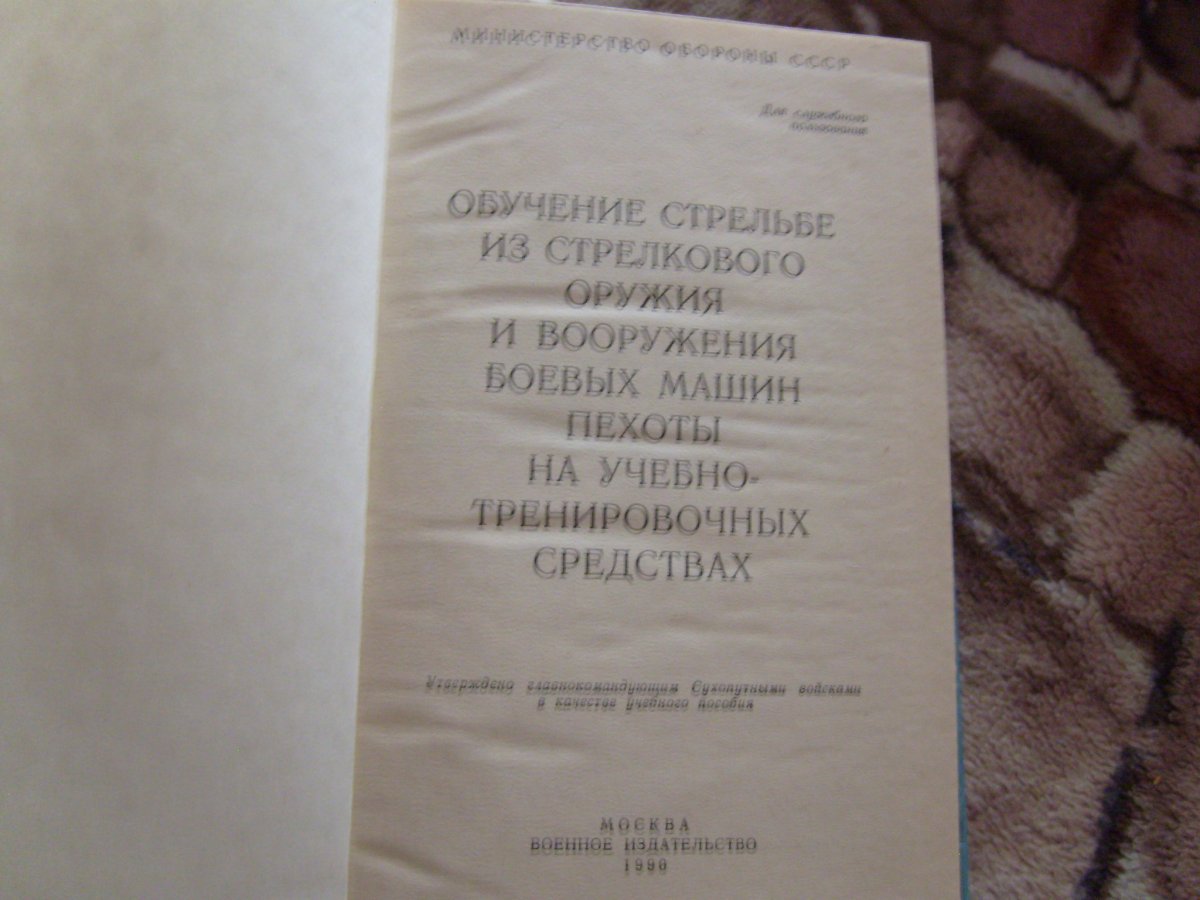 МИНИСТЕРСТВО ОБОРОНЫ СССР
Для служебного
пользования
ОБУЧЕНИЕ СТРЕЛЬБЕ
ИЗ СТРЕЛКОВОГО
ОРУЖИЯ
И ВООРУЖЕНИЯ
БОЕВЫХ МАШИН
ПЕХОТЫ
НА УЧЕБНО-
ТРЕНИРОВОЧНЫХ
СРЕДСТВАХ
Утверждено главнокомандующим Сухопутными войсками
в качестве учебного пособия
МОСКВА
ВОЕННОЕ ИЗДАТЕЛЬСТВО
1990